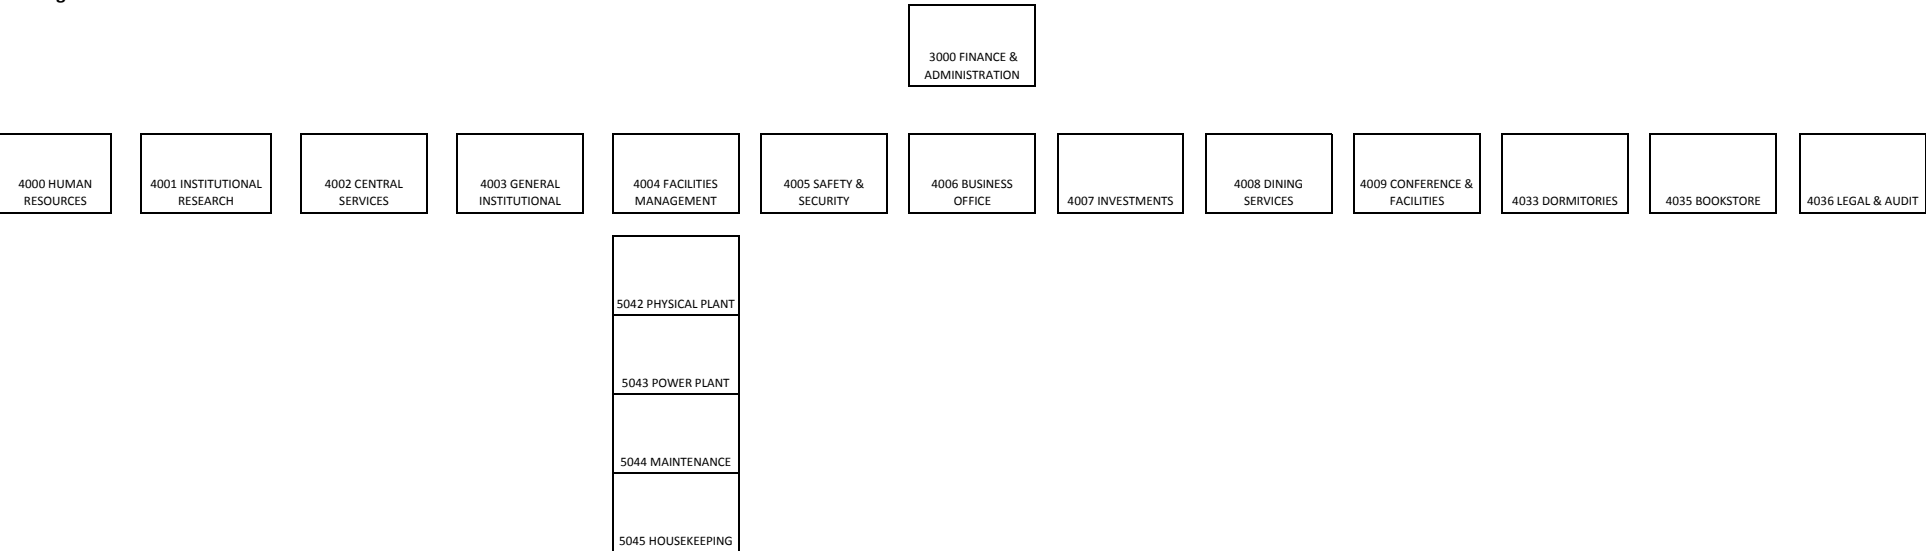 3000 FINANCE &
ADMINISTRATION
4000 HUMAN
RESOURCES
4001 INSTITUTIONAL
RESEARCH
4002 CENTRAL
SERVICES
4003 GENERAL
INSTITUTIONAL
4004 FACILITIES
MANAGEMENT
4005 SAFETY &
SECURITY
4006 BUSINESS
OFFICE
4007 INVESTMENTS
4008 DINING
SERVICES
4009 CONFERENCE &
FACILITIES
4033 DORMITORIES
4035 BOOKSTORE
4036 LEGAL & AUDIT
5042 PHYSICAL PLANT
5043 POWER PLANT
5044 MAINTENANCE
5045 HOUSEKEEPING